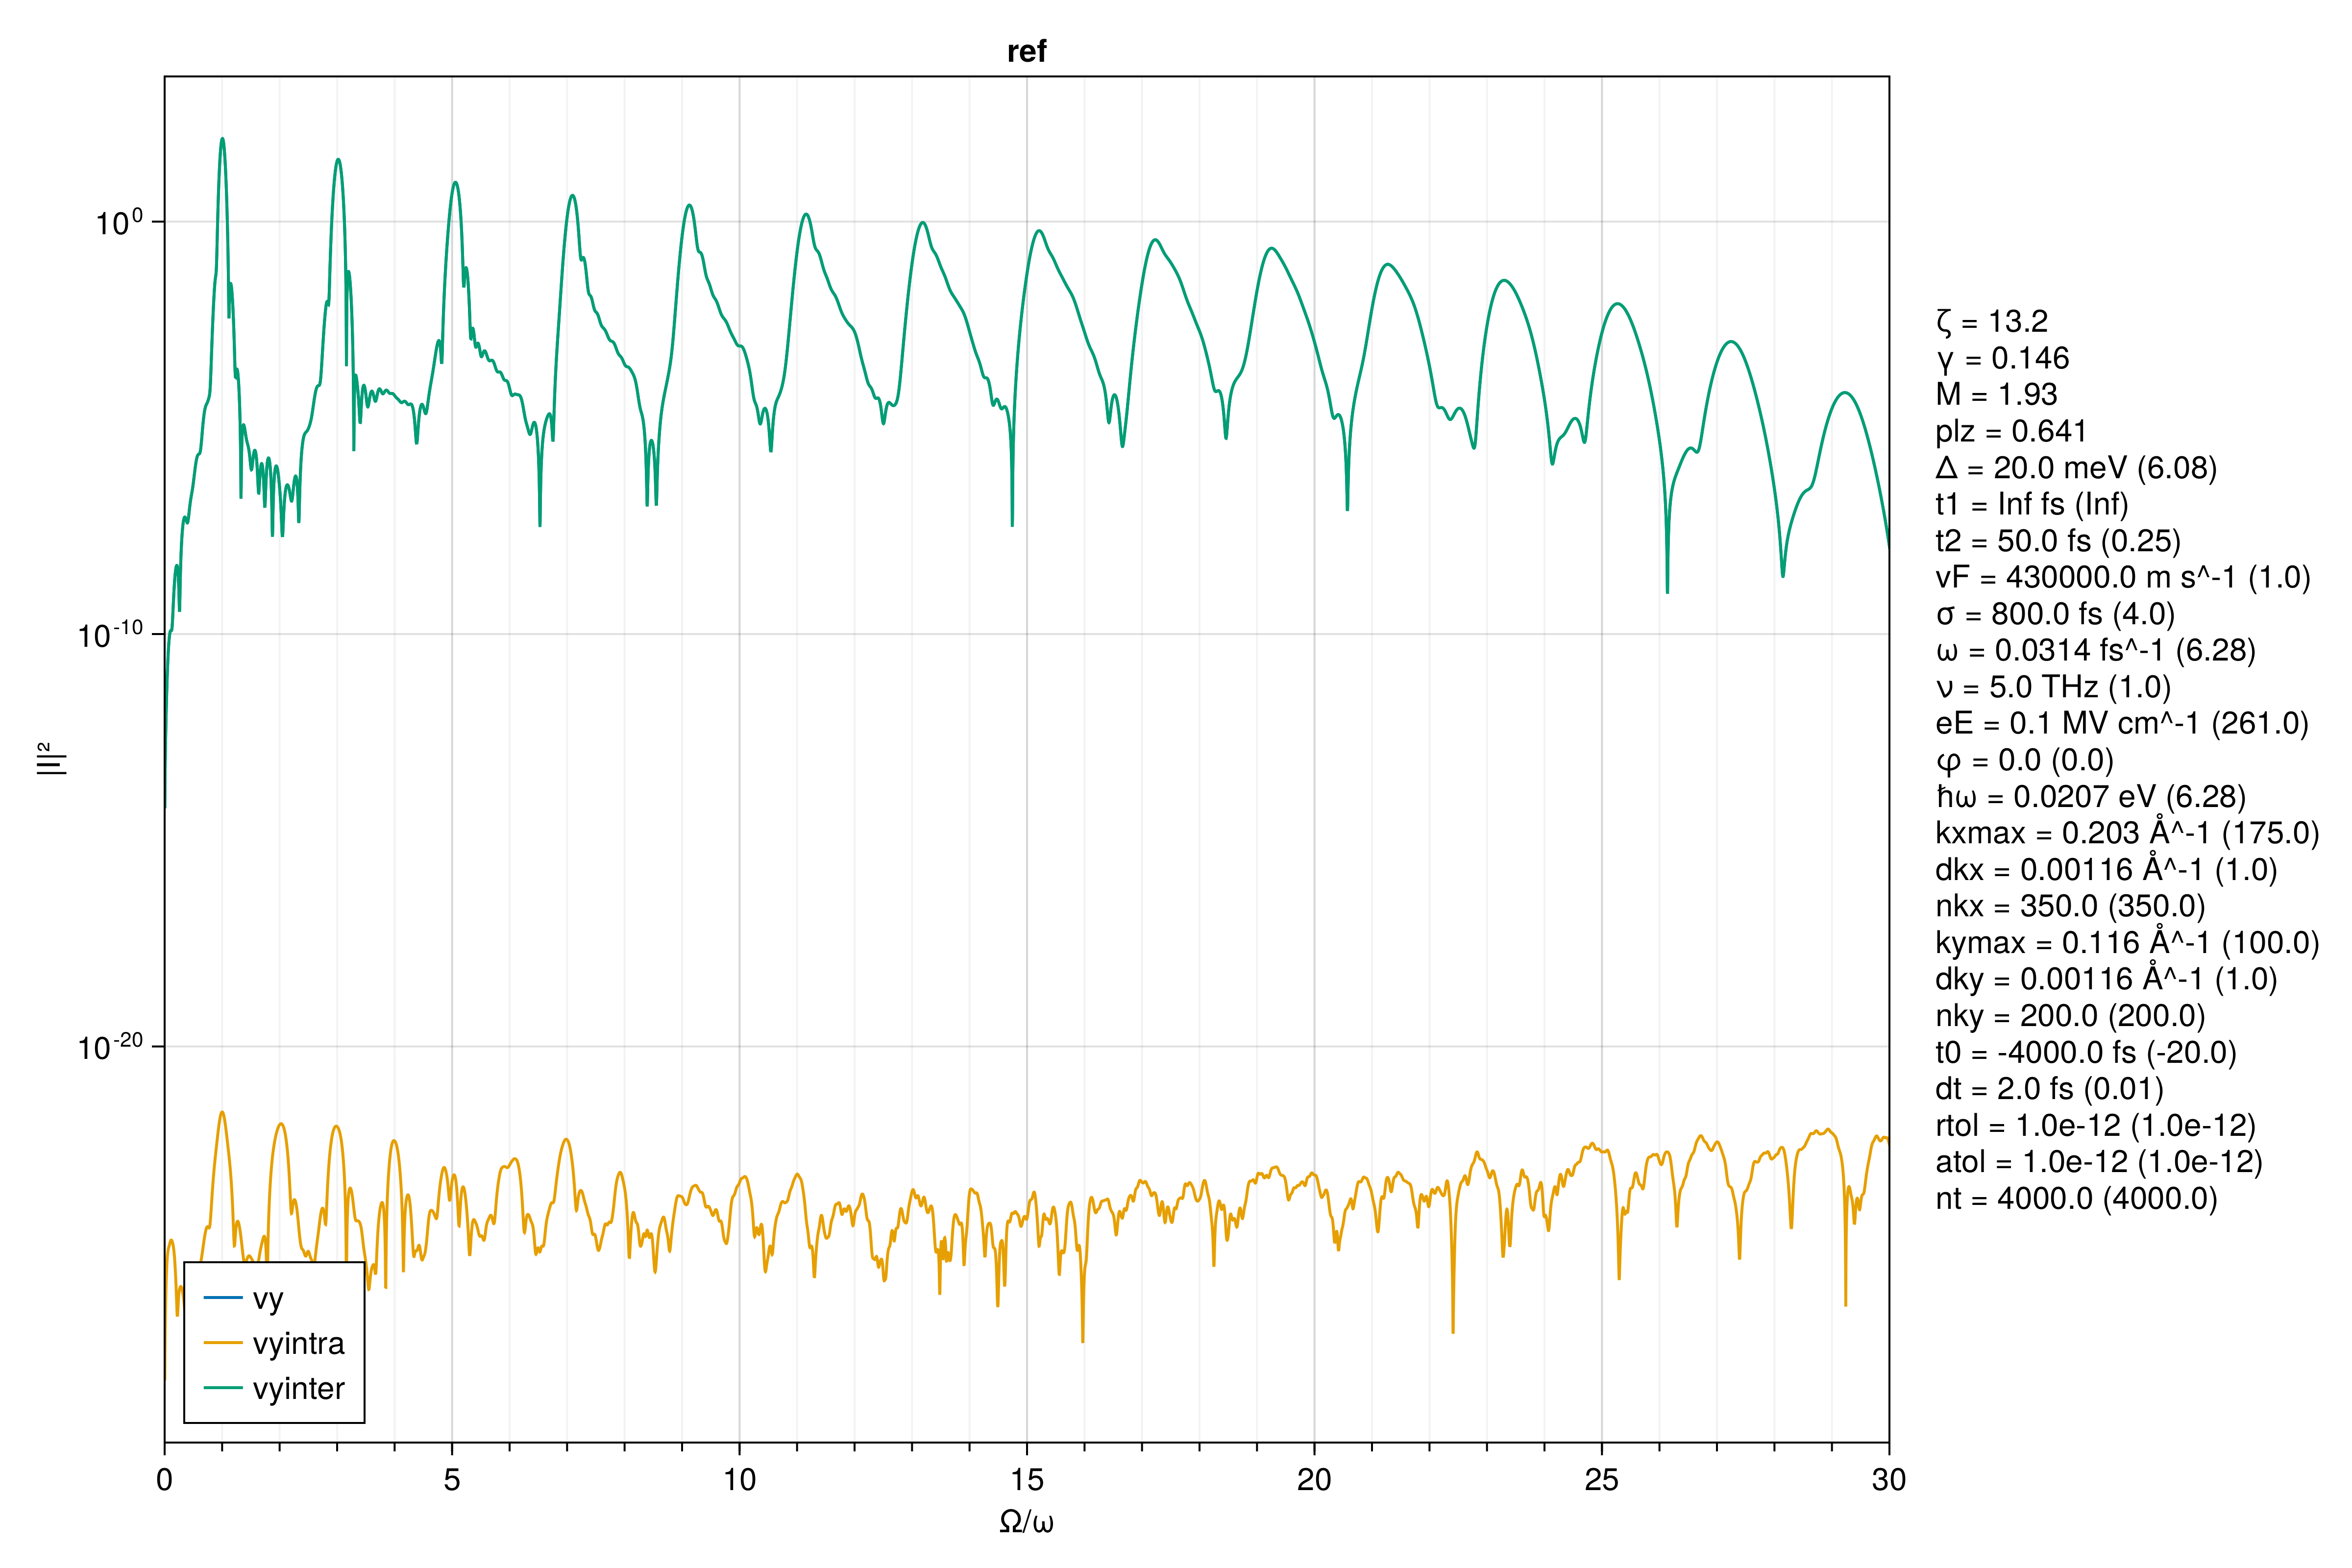 ref
10⁰
10⁻¹⁰
10⁻²⁰
||I||²
0 5 10 15 20 25 30
Ω/ω
vy
vyintra
vyinter
ζ = 13.2
γ = 0.146
M = 1.93
plz = 0.641
Δ = 20.0 meV (6.08)
t1 = Inf fs (Inf)
t2 = 50.0 fs (0.25)
vF = 430000.0 m s^-1 (1.0)
σ = 800.0 fs (4.0)
ω = 0.0314 fs^-1 (6.28)
ν = 5.0 THz (1.0)
eE = 0.1 MV cm^-1 (261.0)
φ = 0.0 (0.0)
ħω = 0.0207 eV (6.28)
kxmax = 0.203 Å^-1 (175.0)
dkx = 0.00116 Å^-1 (1.0)
nkx = 350.0 (350.0)
kymax = 0.116 Å^-1 (100.0)
dky = 0.00116 Å^-1 (1.0)
nky = 200.0 (200.0)
t0 = -4000.0 fs (-20.0)
dt = 2.0 fs (0.01)
rtol = 1.0e-12 (1.0e-12)
atol = 1.0e-12 (1.0e-12)
nt = 4000.0 (4000.0)